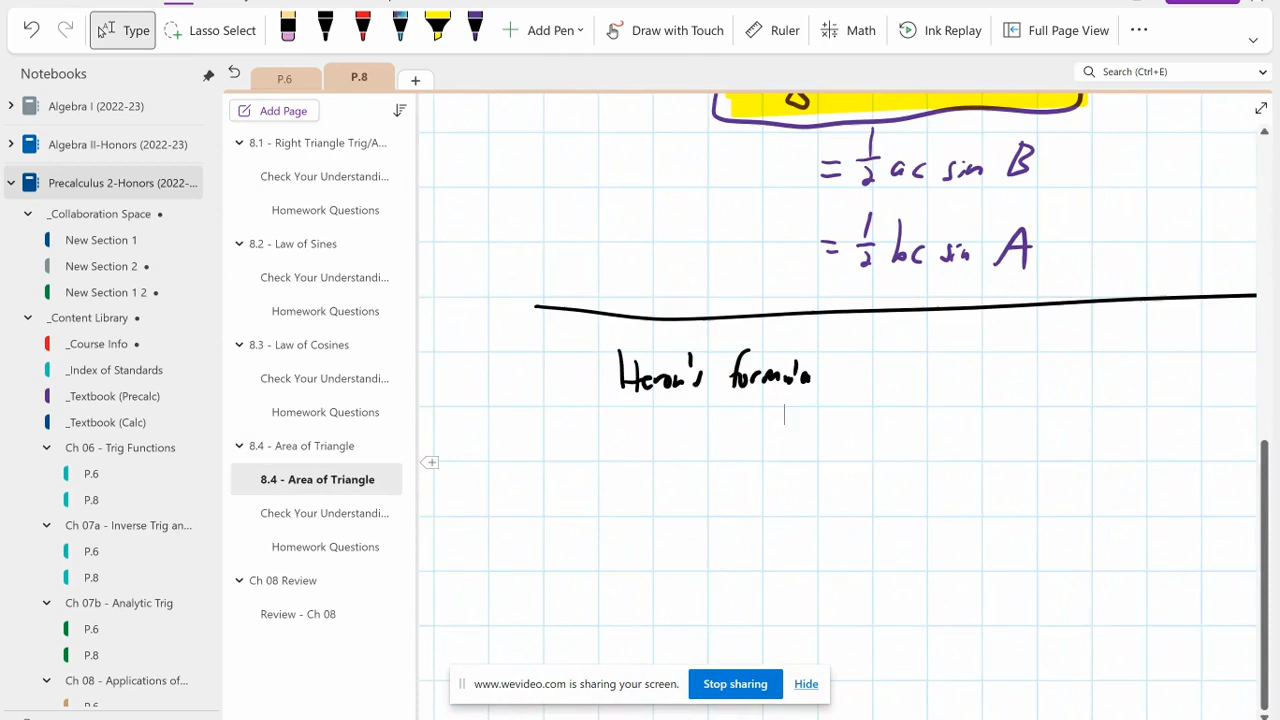 Type
Lasso Select
Add Pen
Draw with Touch
Ruler
Math
Ink Replay
Full Page View
Notebooks
P.6
P.8
Search (Ctrl+E)
Algebra I (2022-23)
Algebra II-Honors (2022-23)
Precalculus 2-Honors (2022-...
_Collaboration Space
New Section 1
New Section 2
New Section 1 2
_Content Library
_Course Info
_Index of Standards
_Textbook (Precalc)
_Textbook (Calc)
Ch 06 - Trig Functions
P.6
P.8
Ch 07a - Inverse Trig an...
P.6
P.8
Ch 07b - Analytic Trig
P.6
P.8
Ch 08 - Applications of...
P.6
Add Page
8.1 - Right Triangle Trig/A...
Check Your Understandi...
Homework Questions
8.2 - Law of Sines
Check Your Understandi...
Homework Questions
8.3 - Law of Cosines
Check Your Understandi...
Homework Questions
8.4 - Area of Triangle
8.4 - Area of Triangle
Check Your Understandi...
Homework Questions
Ch 08 Review
Review - Ch 08
= 1/2 ac sin B
= 1/2 bc sin A
Heron's formula
www.wevideo.com is sharing your screen.
Stop sharing
Hide